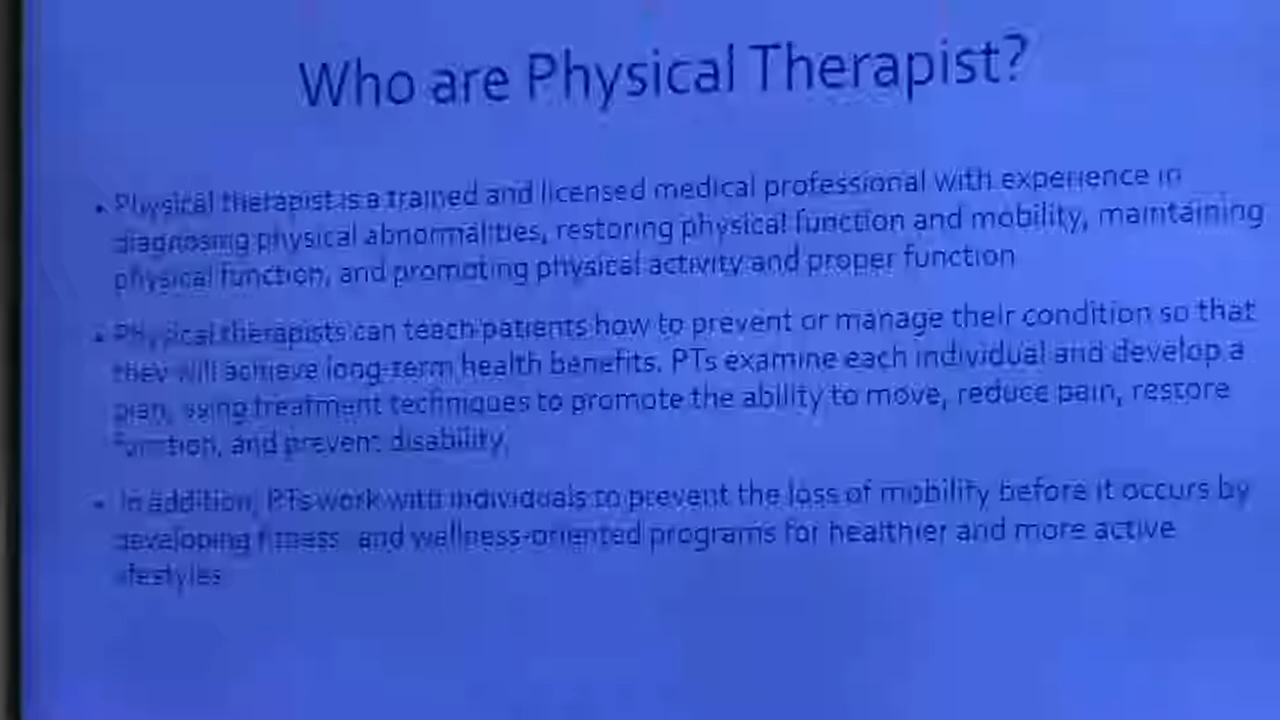 Who are Physical Therapist?
• Physical therapist is a trained and licensed medical professional with experience in
diagnosing physical abnormalities, restoring physical function and mobility, maintaining
physical function, and promoting physical activity and proper function
• Physical therapists can teach patients how to prevent or manage their condition so that
they will achieve long-term health benefits. PTs examine each individual and develop a
plan, using treatment techniques to promote the ability to move, reduce pain, restore
function, and prevent disability.
• In addition, PTs work with individuals to prevent the loss of mobility before it occurs by
developing fitness and wellness-oriented programs for healthier and more active
lifestyles